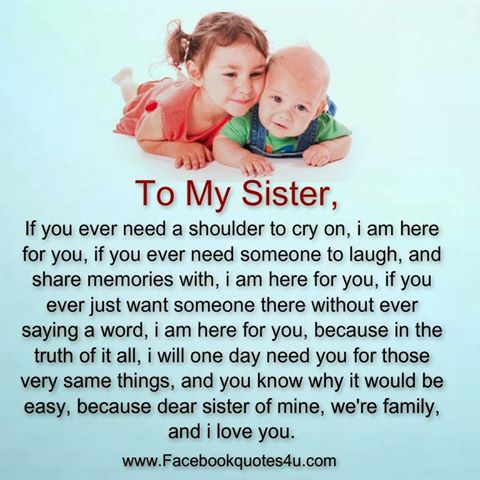 To My Sister,
If you ever need a shoulder to cry on, i am here
for you, if you ever need someone to laugh, and
share memories with, i am here for you, if you
ever just want someone there without ever
saying a word, i am here for you, because in the
truth of it all, i will one day need you for those
very same things, and you know why it would be
easy, because dear sister of mine, we're family,
and i love you.
www.Facebookquotes4u.com